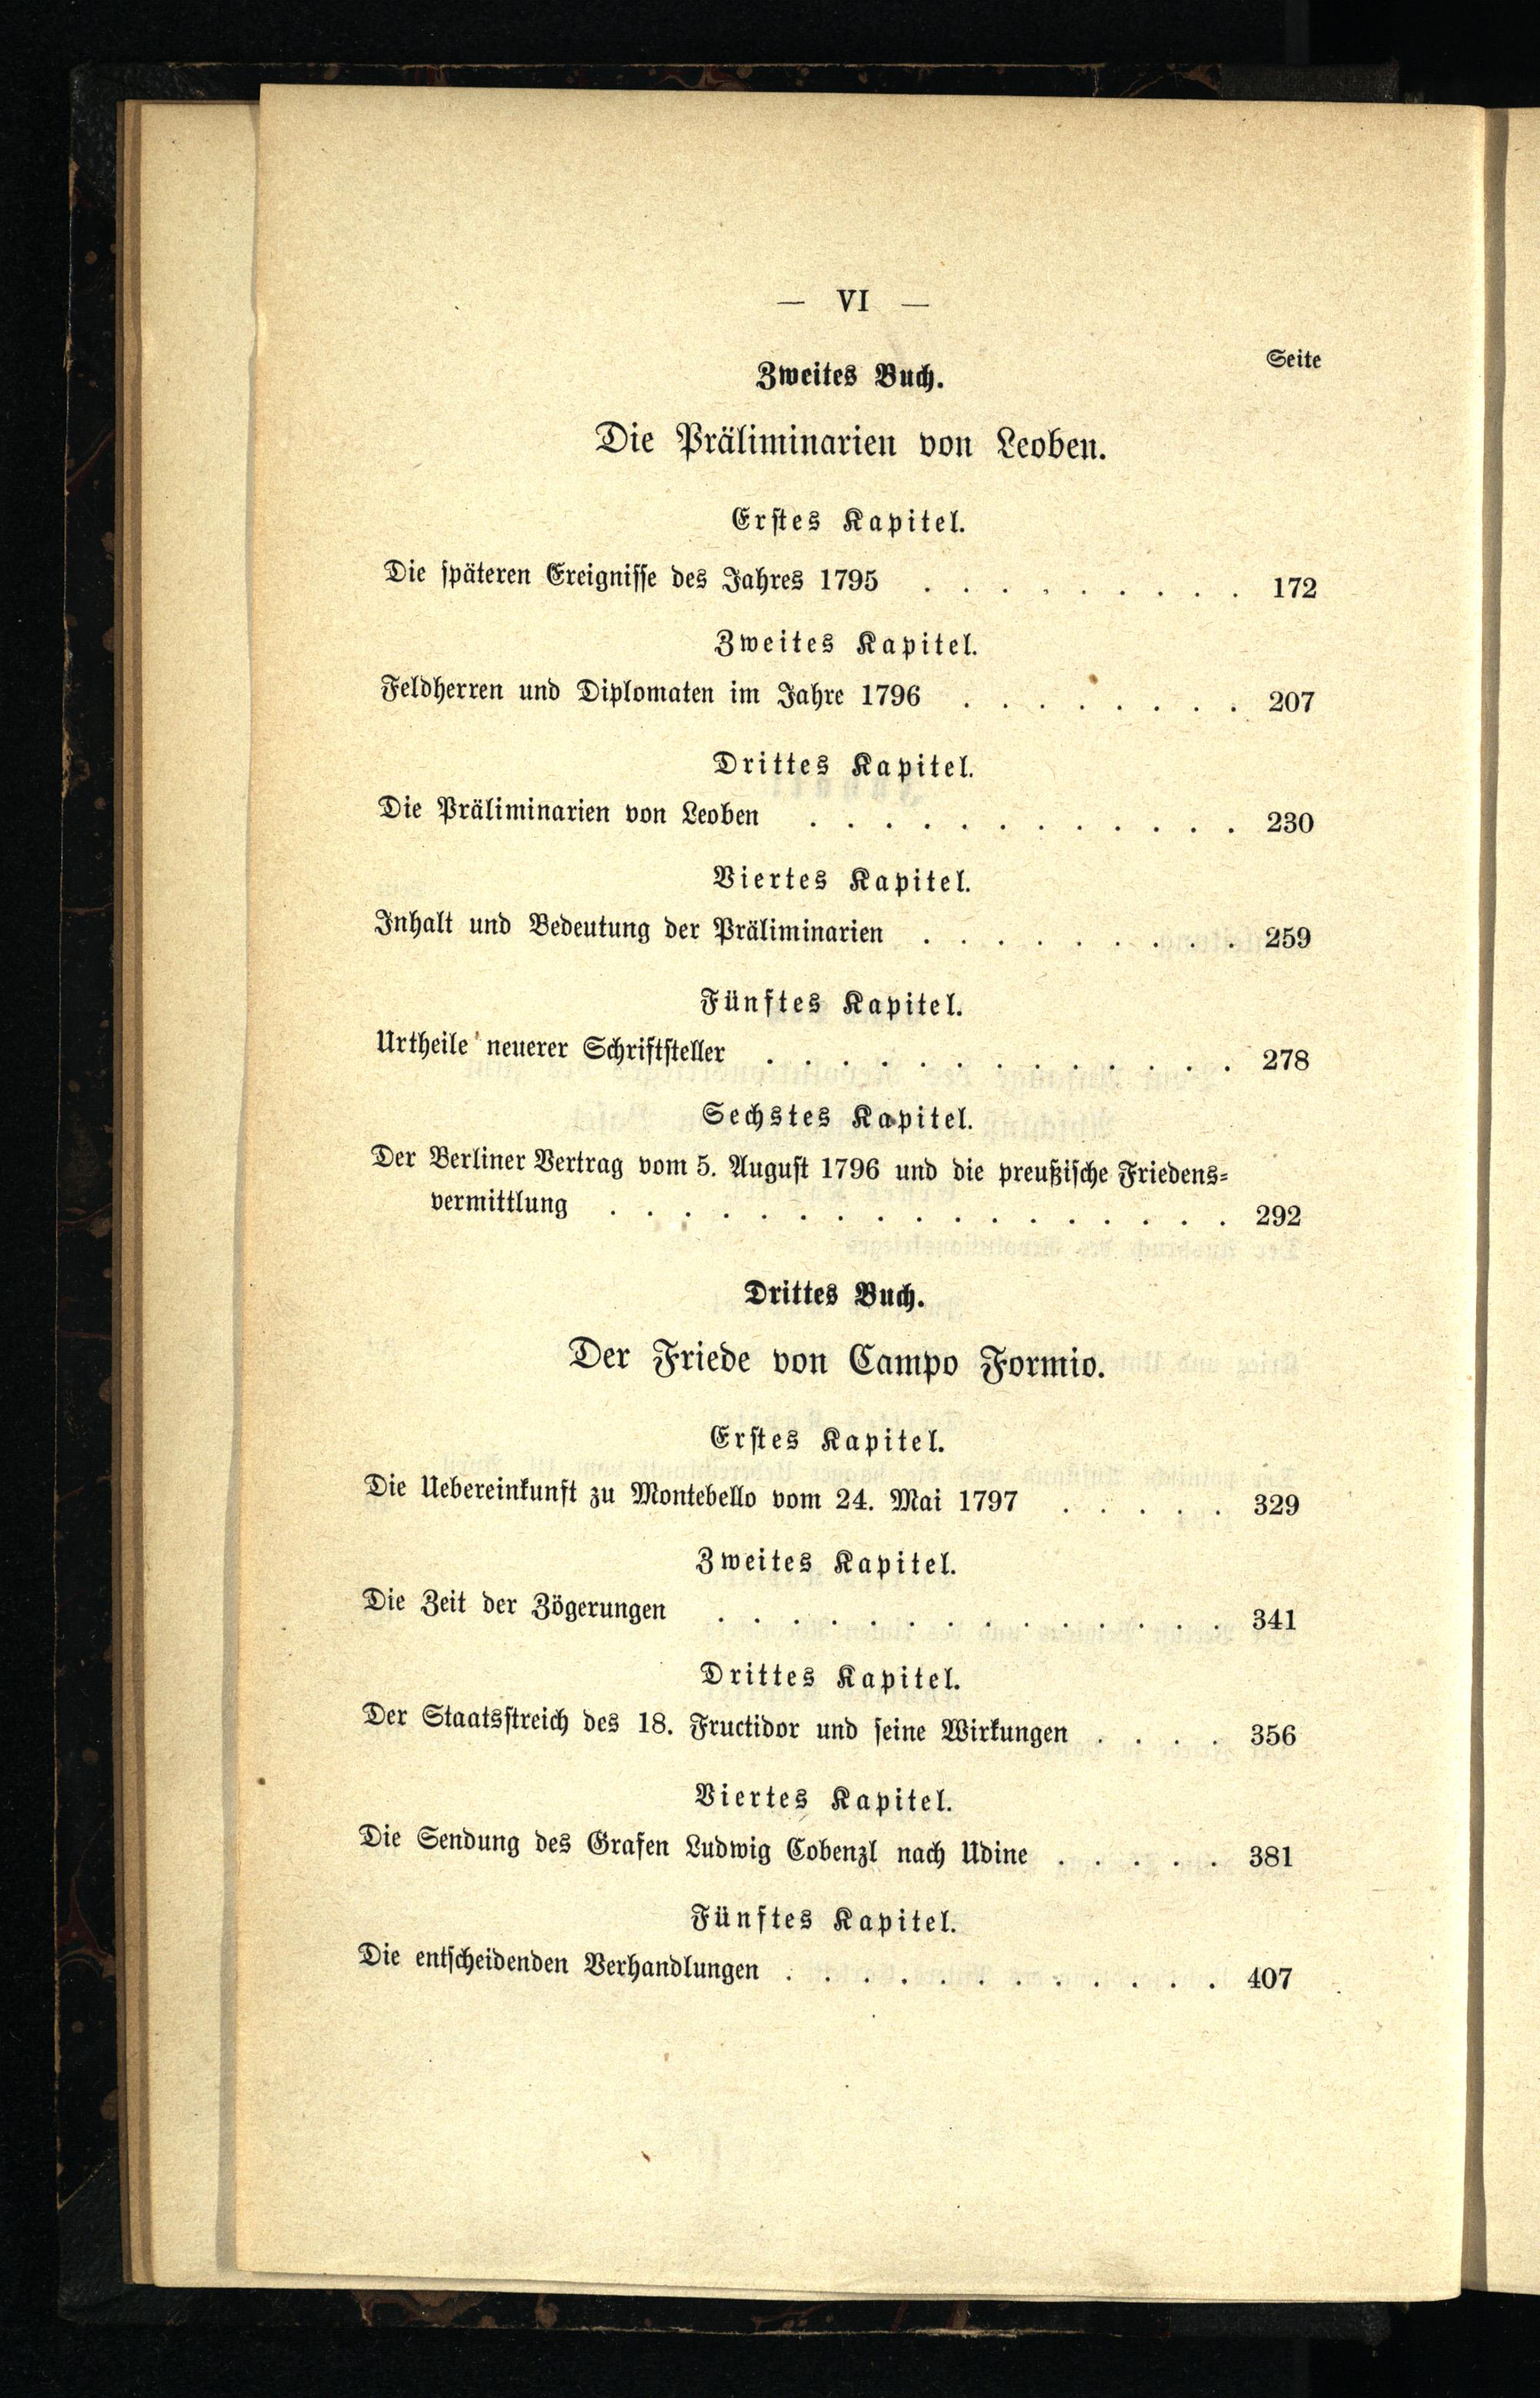 — VI —
Seite
Zweites Buch.
Die Präliminarien von Leoben.
Erstes Kapitel.
Die späteren Ereignisse des Jahres 1795 . . . . . . . . . 172
Zweites Kapitel.
Feldherren und Diplomaten im Jahre 1796 . . . . . . . . 207
Drittes Kapitel.
Die Präliminarien von Leoben . . . . . . . . . . . . 230
Viertes Kapitel.
Inhalt und Bedeutung der Präliminarien . . . . . . . . . 259
Fünftes Kapitel.
Urtheile neuerer Schriftsteller . . . . . . . . . . . . . 278
Sechstes Kapitel.
Der Berliner Vertrag vom 5. August 1796 und die preußische Friedens-
vermittlung . . . . . . . . . . . . . . . . . 292
Drittes Buch.
Der Friede von Campo Formio.
Erstes Kapitel.
Die Uebereinkunft zu Montebello vom 24. Mai 1797 . . . . . 329
Zweites Kapitel.
Die Zeit der Zögerungen . . . . . . . . . . . . . . 341
Drittes Kapitel.
Der Staatsstreich des 18. Fructidor und seine Wirkungen . . . . 356
Viertes Kapitel.
Die Sendung des Grafen Ludwig Cobenzl nach Udine . . . . . 381
Fünftes Kapitel.
Die entscheidenden Verhandlungen . . . . . . . . . . . . 407